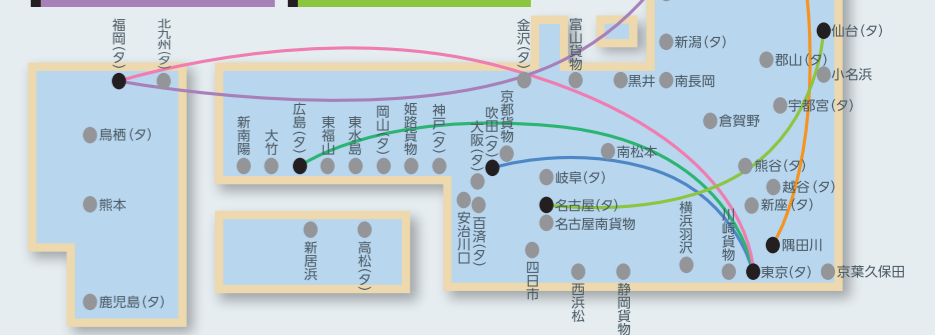 福岡(タ)
北九州(タ)
金沢(タ)
富山貨物
新潟(タ)
仙台(タ)
郡山(タ)
小名浜
黒井
南長岡
宇都宮(タ)
倉賀野
鳥栖(タ)
新南陽
大竹
広島(タ)
東福山
東水島
岡山(タ)
姫路貨物
神戸(タ)
大阪(タ)
吹田(タ)
京都貨物
南松本
熊谷(タ)
岐阜(タ)
越谷(タ)
熊本
安治川口
百済(タ)
名古屋(タ)
新座(タ)
名古屋南貨物
横浜羽沢
川崎貨物
新居浜
高松(タ)
隅田川
四日市
西浜松
静岡貨物
東京(タ)
京葉久保田
鹿児島(タ)